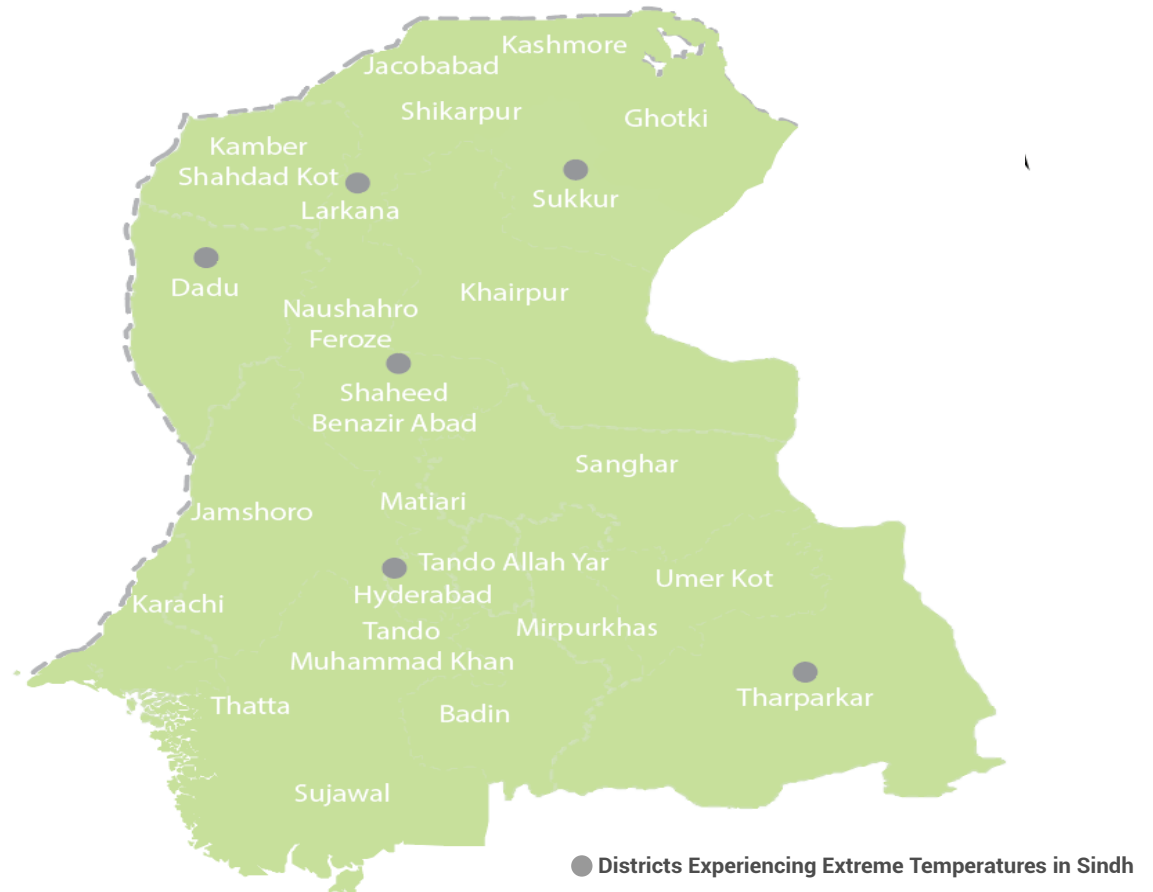 Kashmore
Jacobabad
Shikarpur
Ghotki
Kamber
Shahdad Kot
Larkana
Sukkur
Dadu
Khairpur
Naushahro
Feroze
Shaheed
Benazir Abad
Sanghar
Matiari
Jamshoro
Tando Allah Yar
Umer Kot
Hyderabad
Karachi
Tando
Muhammad Khan
Mirpurkhas
Tharparkar
Thatta
Badin
Sujawal
Districts Experiencing Extreme Temperatures in Sindh